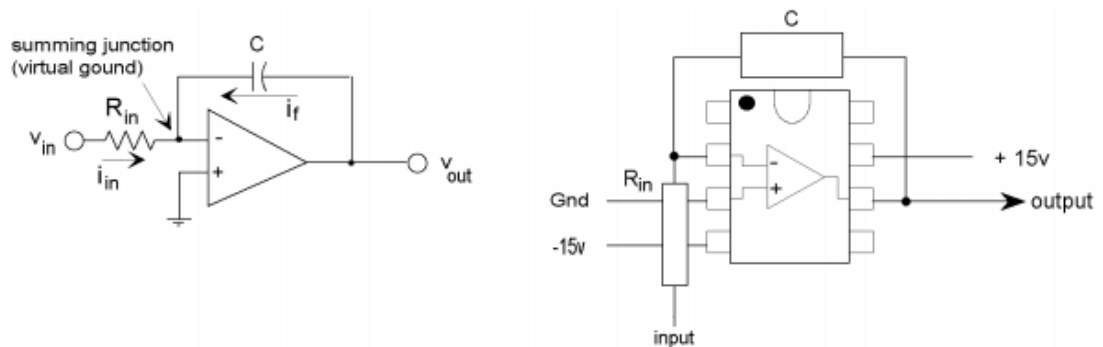 summing junction
(virtual gound)
C
R in
i f
v in
i in
-
+
v out
C
R in
-
+
+ 15v
Gnd
output
-15v
input